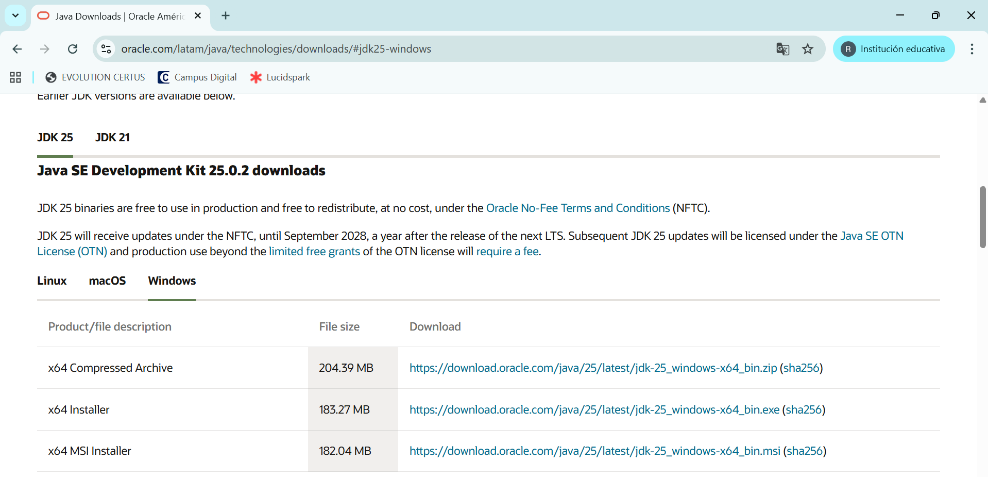 Java Downloads | Oracle Améric
oracle.com/latam/java/technologies/downloads/#jdk25-windows
R Institución educativa
EVOLUTION CERTUS Campus Digital Lucidspark
Earlier JDK versions are available below.
JDK 25 JDK 21
Java SE Development Kit 25.0.2 downloads
JDK 25 binaries are free to use in production and free to redistribute, at no cost, under the Oracle No-Fee Terms and Conditions (NFTC).
JDK 25 will receive updates under the NFTC, until September 2028, a year after the release of the next LTS. Subsequent JDK 25 updates will be licensed under the Java SE OTN
License (OTN) and production use beyond the limited free grants of the OTN license will require a fee.
Linux macOS Windows
Product/file description File size Download
x64 Compressed Archive 204.39 MB https://download.oracle.com/java/25/latest/jdk-25_windows-x64_bin.zip (sha256)
x64 Installer 183.27 MB https://download.oracle.com/java/25/latest/jdk-25_windows-x64_bin.exe (sha256)
x64 MSI Installer 182.04 MB https://download.oracle.com/java/25/latest/jdk-25_windows-x64_bin.msi (sha256)